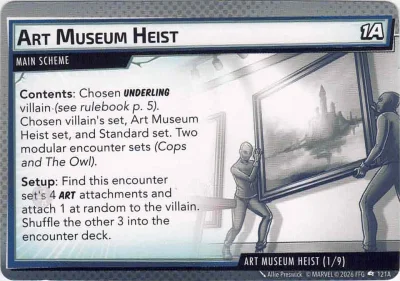 ART MUSEUM HEIST
1A
MAIN SCHEME
Contents: Chosen UNDERLING
villain (see rulebook p. 5).
Chosen villain's set, Art Museum
Heist set, and Standard set. Two
modular encounter sets (Cops
and The Owl).
Setup: Find this encounter
set's 4 ART attachments and
attach 1 at random to the villain.
Shuffle the other 3 into the
encounter deck.
ART MUSEUM HEIST (1/9)
Allie Preswick © MARVEL © 2026 FFG 121A